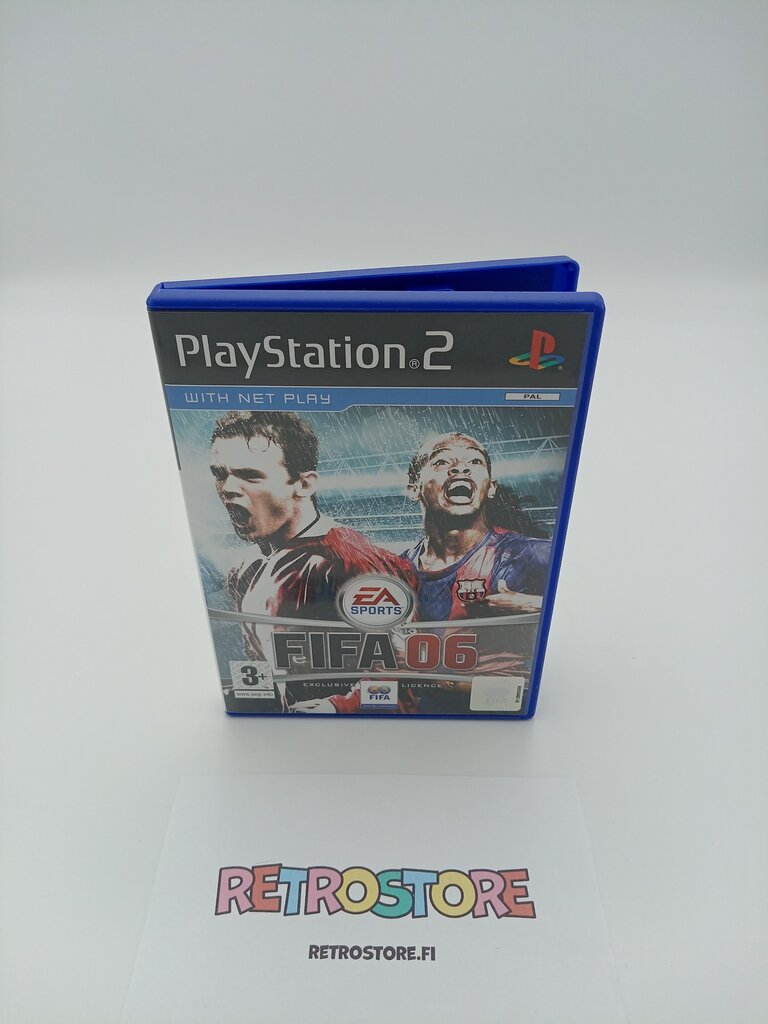 PlayStation®2
WITH NET PLAY
PAL
EA
SPORTS
FIFA 06
3+
www.pegi.info
EXCLUSIVE LICENCE
FIFA
RETROSTORE
RETROSTORE.FI